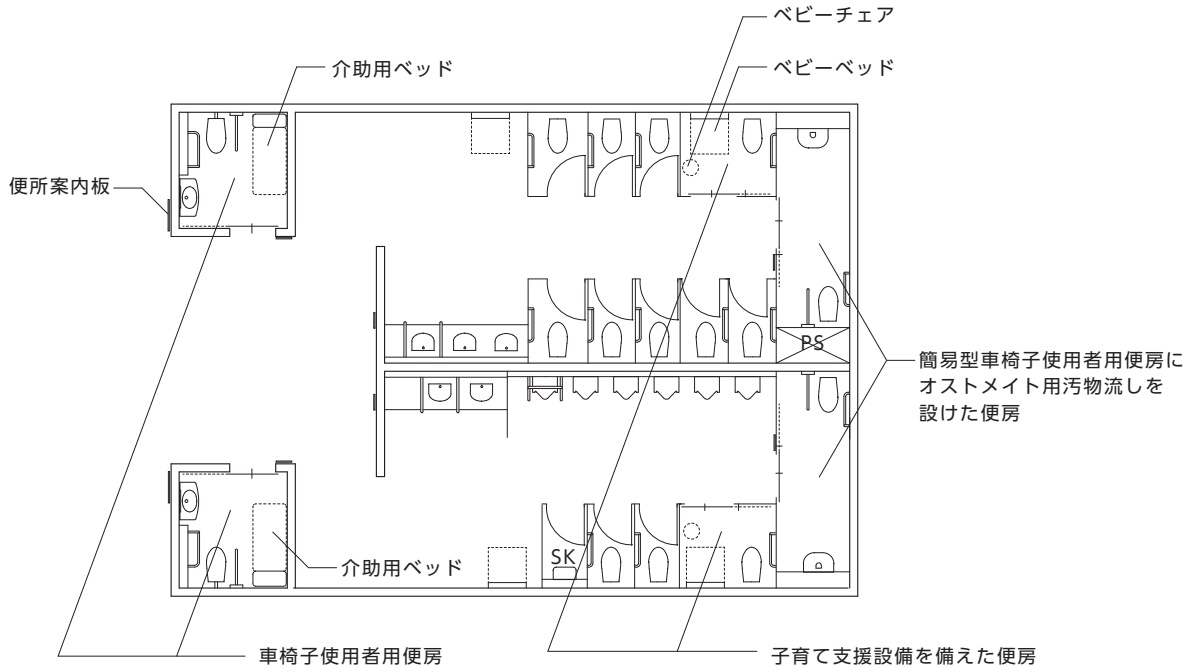 ベビーチェア
介助用ベッド
ベビーベッド
便所案内板
PS
簡易型車椅子使用者用便房に
オストメイト用汚物流しを
設けた便房
SK
介助用ベッド
車椅子使用者用便房
子育て支援設備を備えた便房